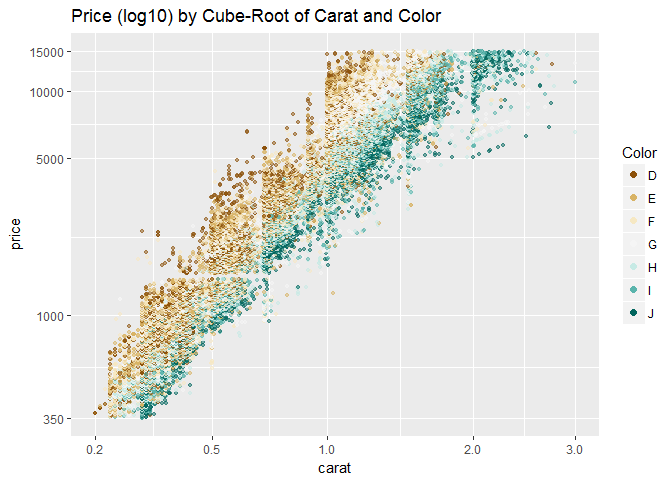 Price (log10) by Cube-Root of Carat and Color
15000
10000
5000
1000
350
price
0.2
0.5
1.0
2.0
3.0
carat
Color
D
E
F
G
H
I
J